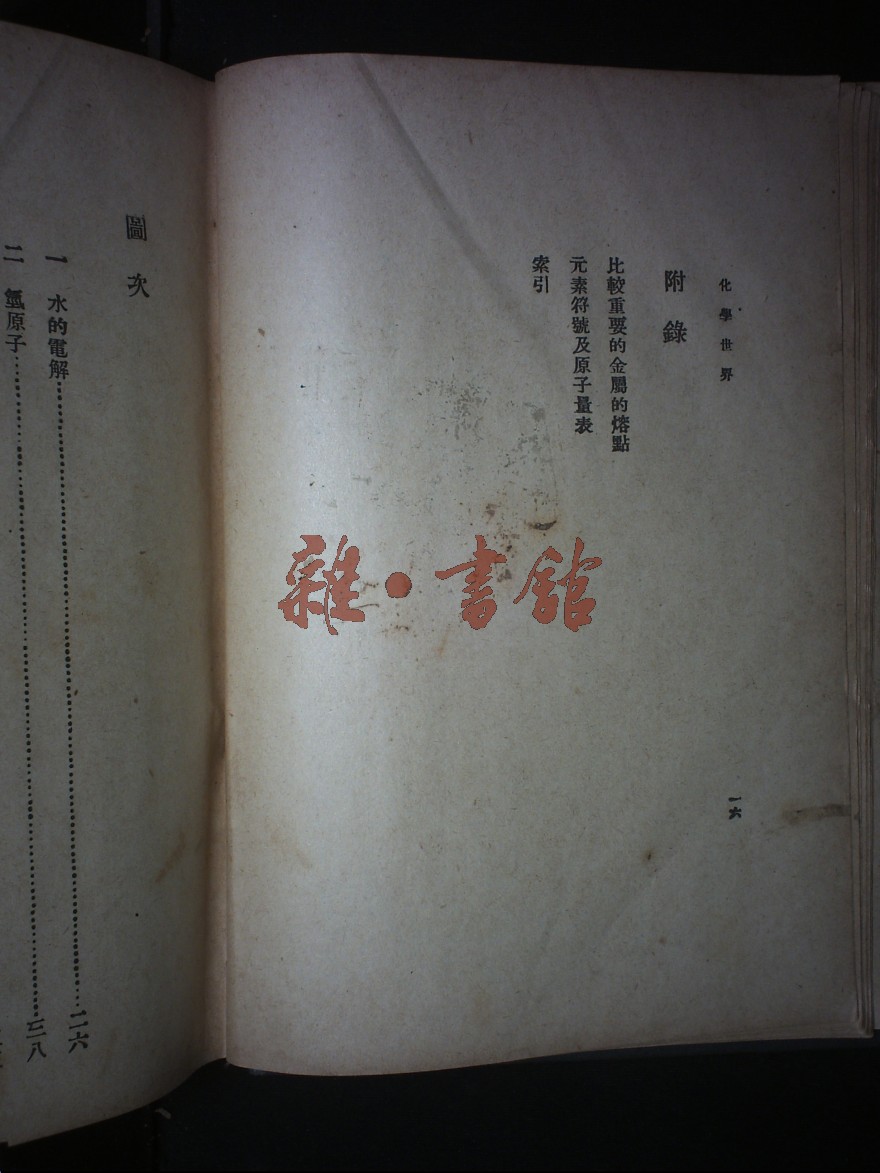 化學世界
附錄
比較重要的金屬的熔點
元素符號及原子量表
索引
一六
雜·書館
圖次
一 水的電解……二六
二 氫原子……三八